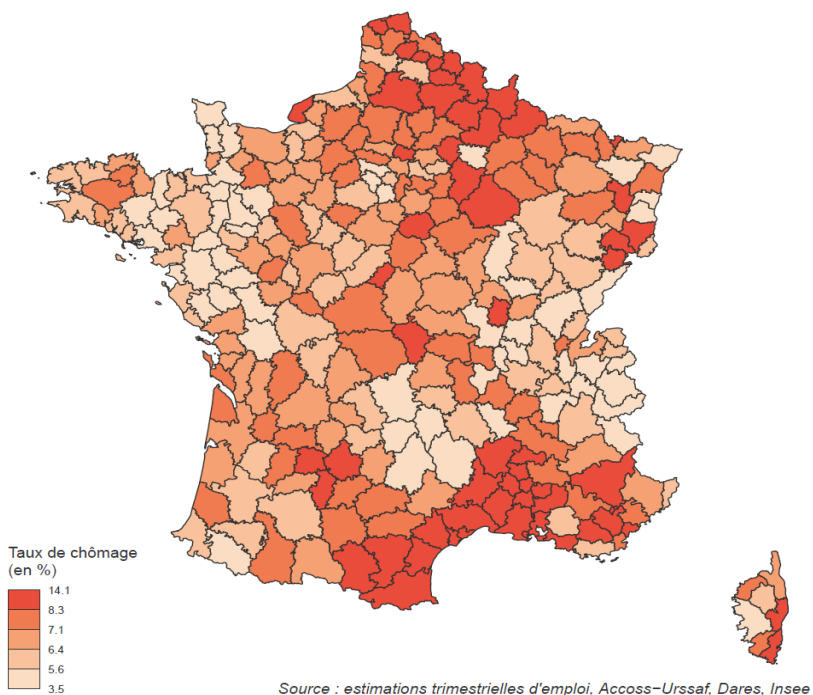 Taux de chômage
(en %)
14.1
8.3
7.1
6.4
5.6
3.5
Source : estimations trimestrielles d'emploi, Accoss−Urssaf, Dares, Insee